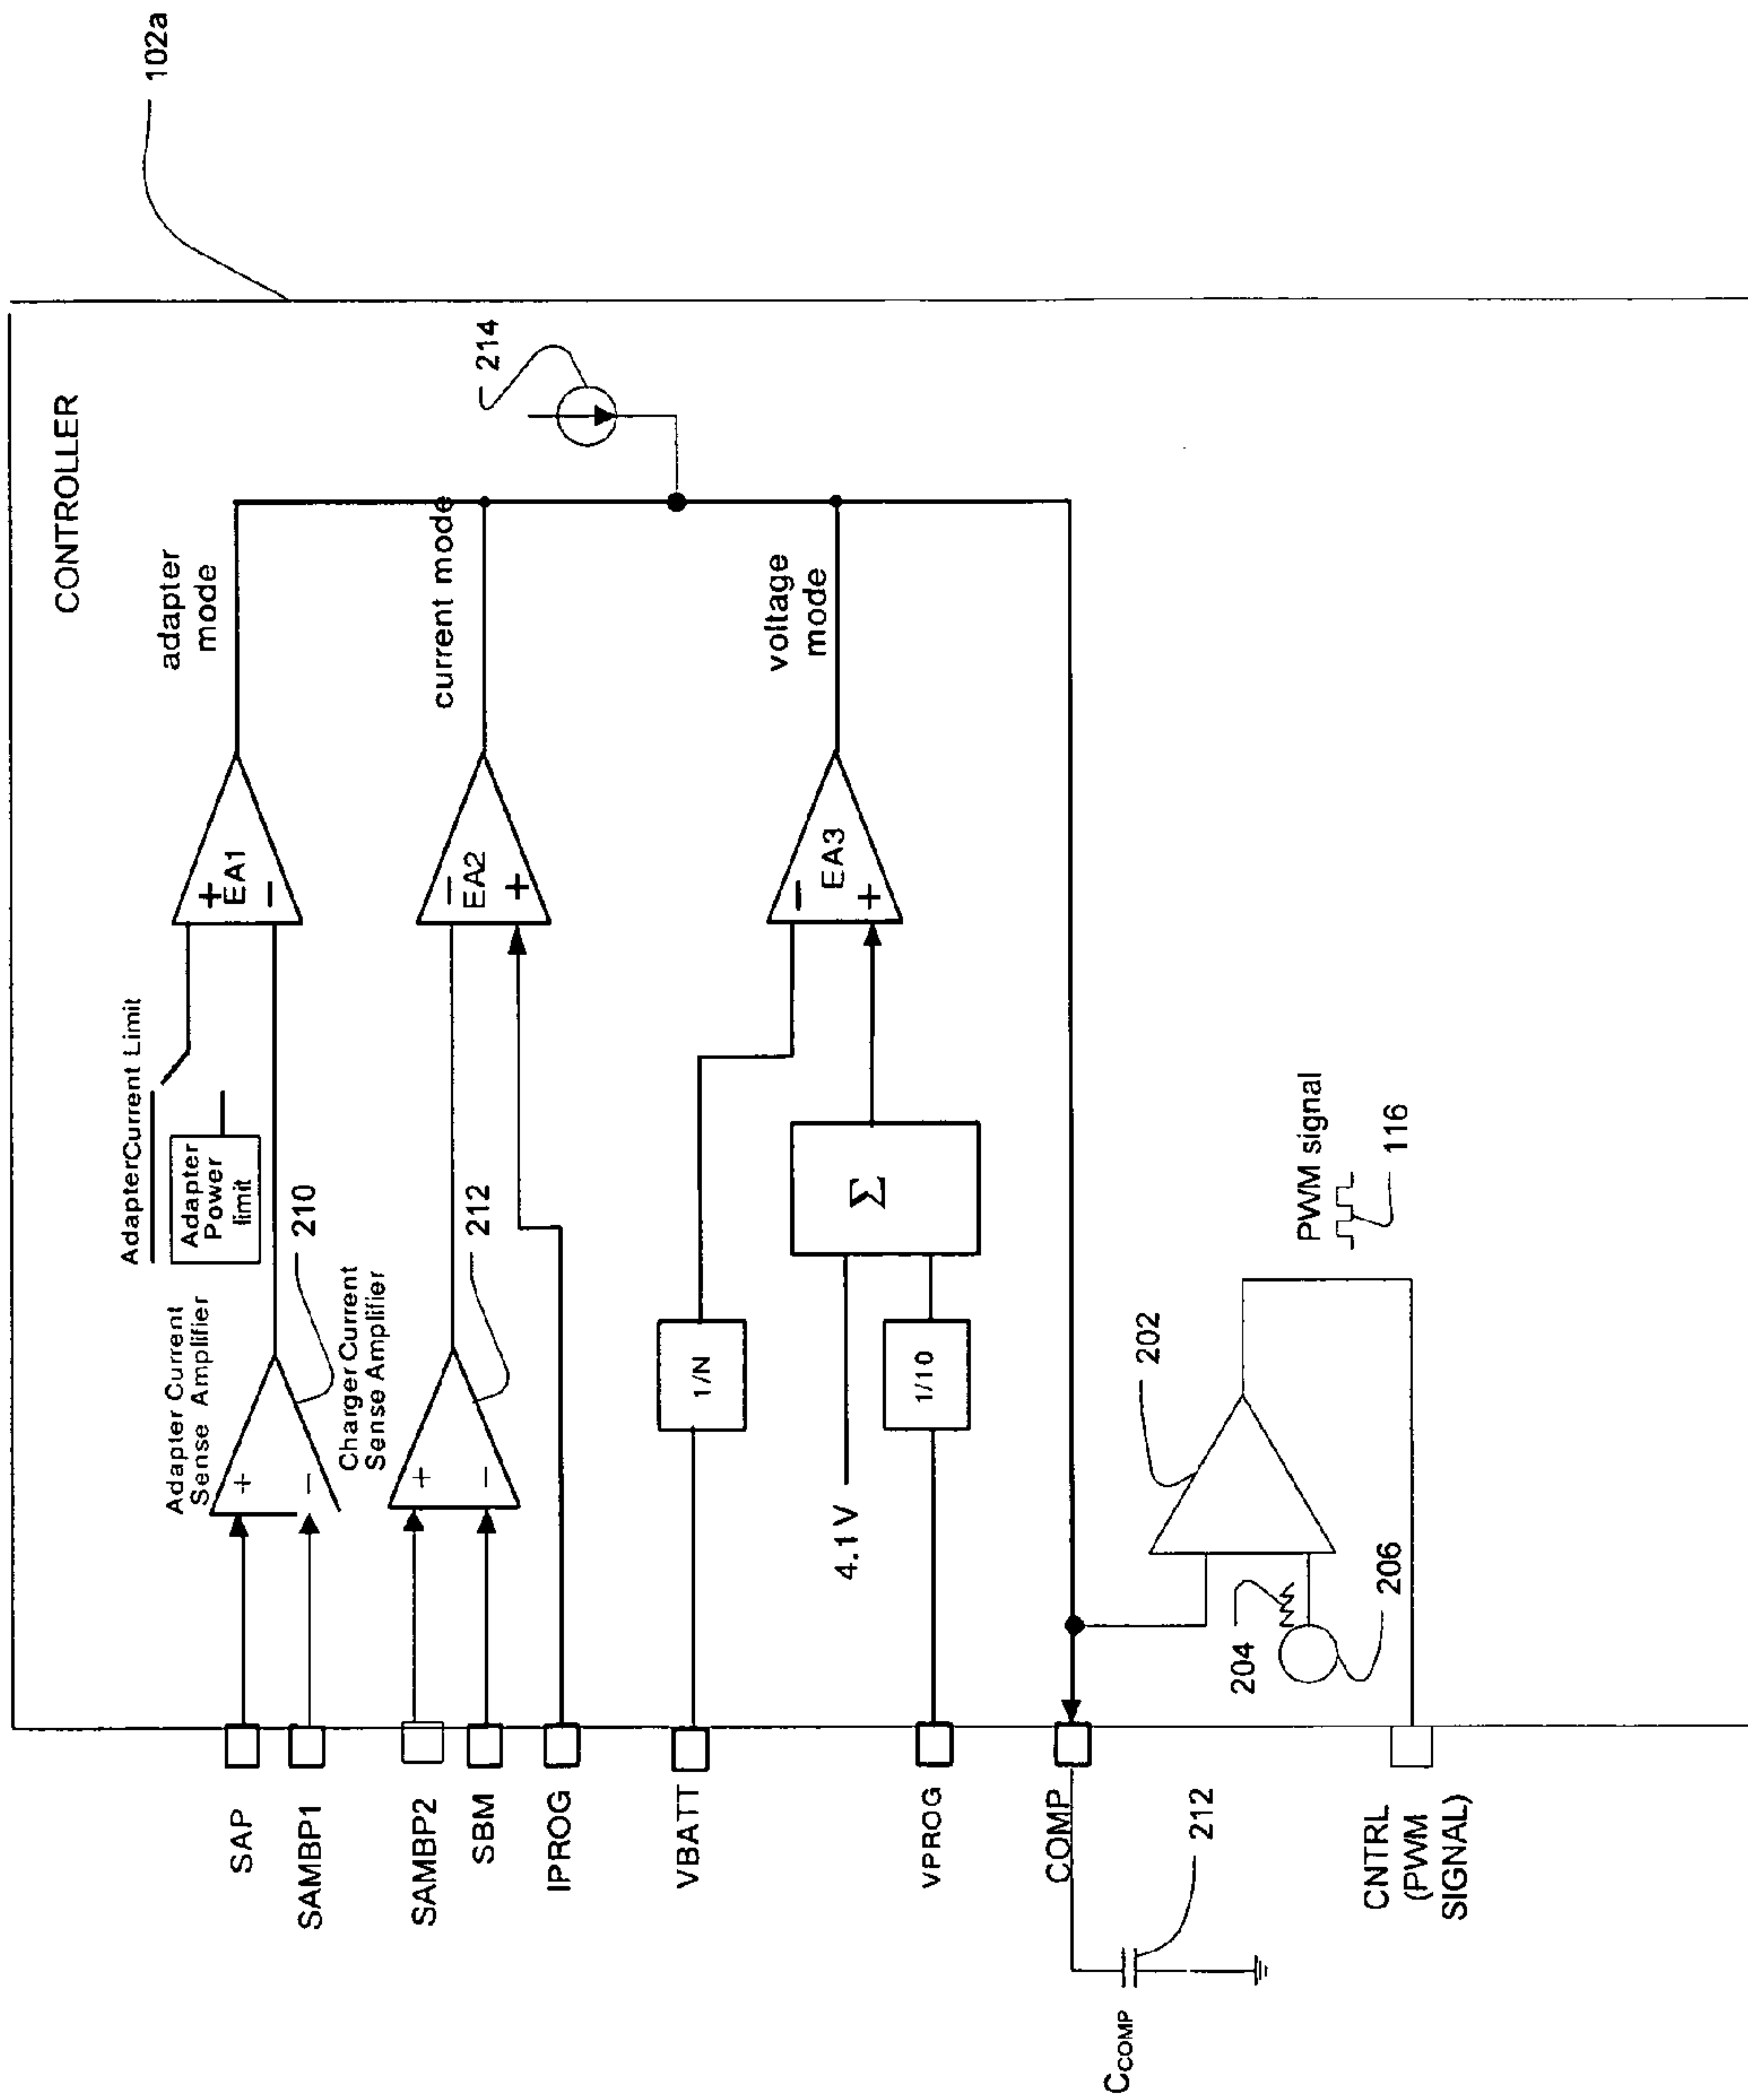 102a
CONTROLLER
214
adapter
mode
current mode
voltage
mode
+
EA1
−
−
EA2
+
−
EA3
+
AdapterCurrent Limit
Adapter
Power
limit
210
212
Σ
PWM signal
116
Adapter Current
Sense Amplifier
+
−
Charger Current
Sense Amplifier
+
−
1/N
1/10
4.1 V
202
204
206
SAP
SAMBP1
SAMBP2
SBM
IPROG
VBATT
VPROG
COMP
CNTRL
(PWM
SIGNAL)
212
CCOMP